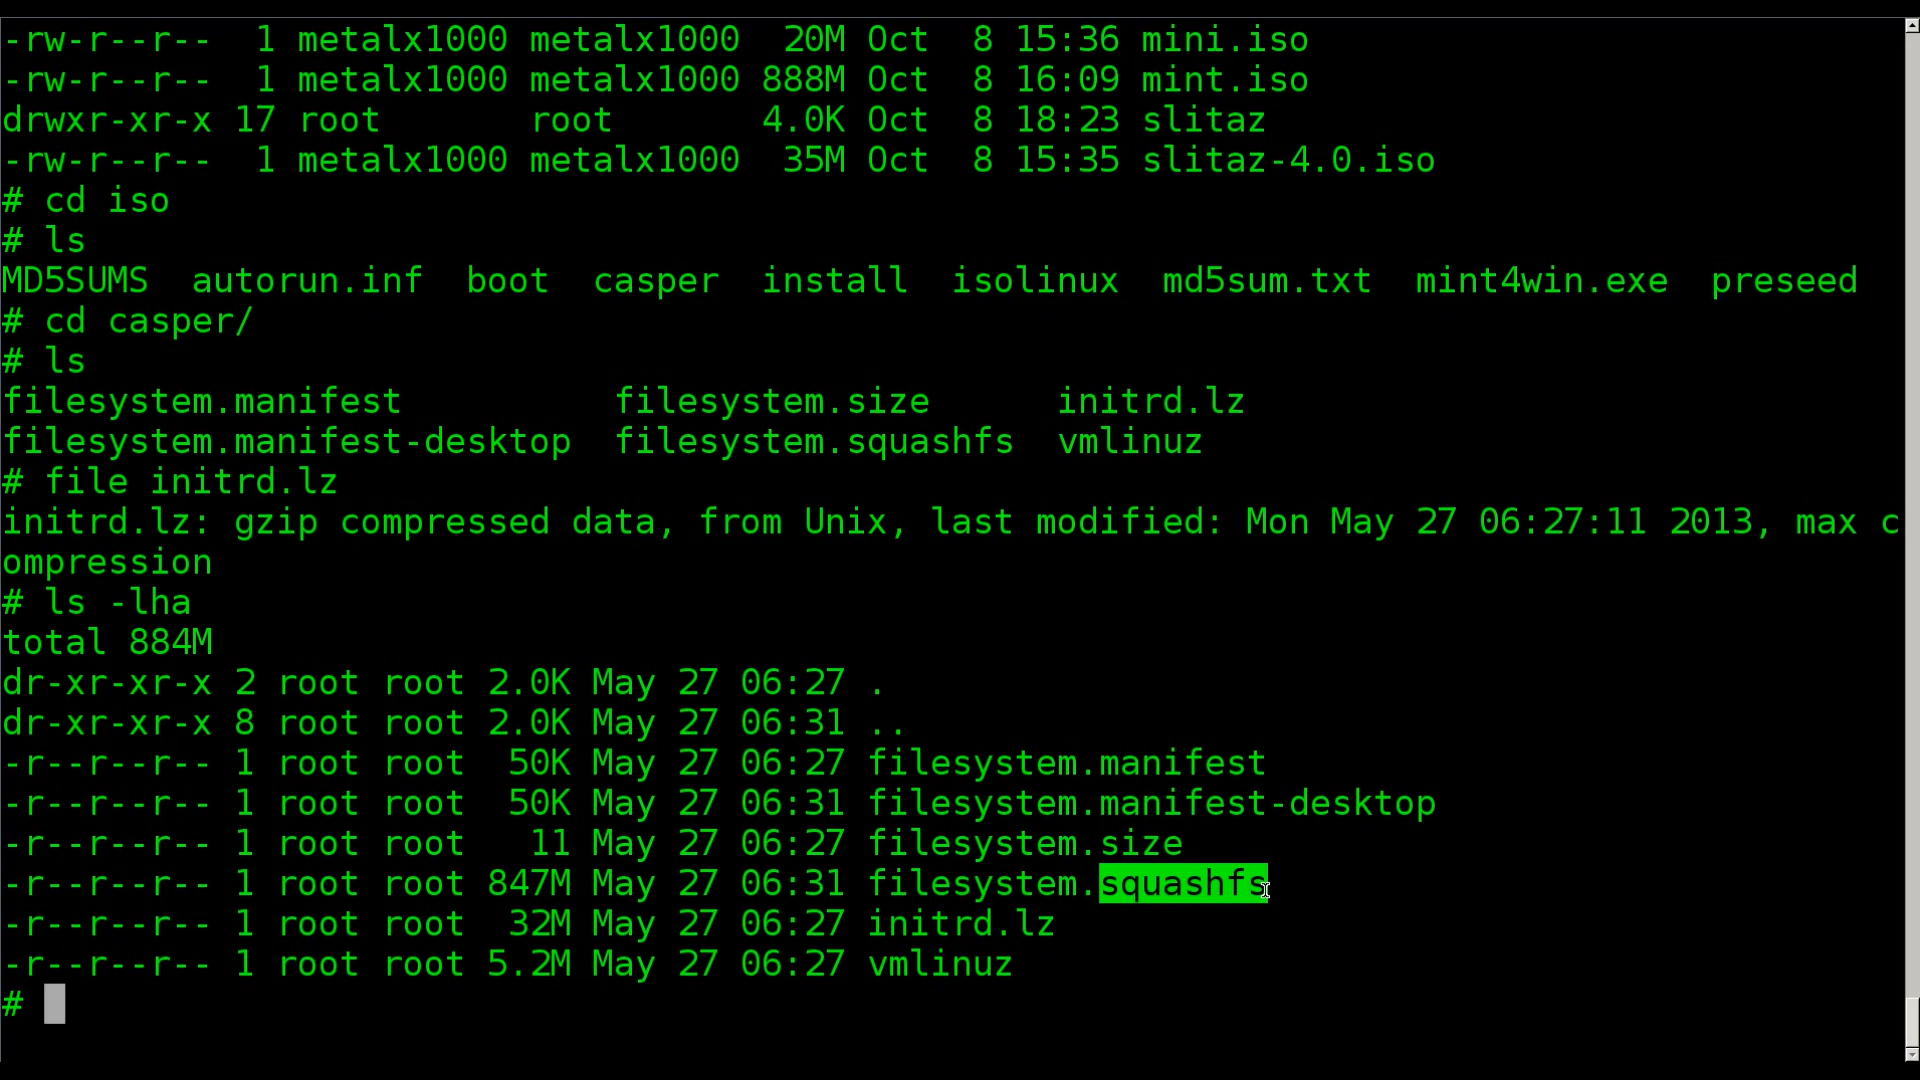 -rw-r--r--  1 metalx1000 metalx1000  20M Oct  8 15:36 mini.iso
-rw-r--r--  1 metalx1000 metalx1000 888M Oct  8 16:09 mint.iso
drwxr-xr-x 17 root       root       4.0K Oct  8 18:23 slitaz
-rw-r--r--  1 metalx1000 metalx1000  35M Oct  8 15:35 slitaz-4.0.iso
# cd iso
# ls
MD5SUMS  autorun.inf  boot  casper  install  isolinux  md5sum.txt  mint4win.exe  preseed
# cd casper/
# ls
filesystem.manifest          filesystem.size      initrd.lz
filesystem.manifest-desktop  filesystem.squashfs  vmlinuz
# file initrd.lz
initrd.lz: gzip compressed data, from Unix, last modified: Mon May 27 06:27:11 2013, max c
ompression
# ls -lha
total 884M
dr-xr-xr-x 2 root root 2.0K May 27 06:27 .
dr-xr-xr-x 8 root root 2.0K May 27 06:31 ..
-r--r--r-- 1 root root  50K May 27 06:27 filesystem.manifest
-r--r--r-- 1 root root  50K May 27 06:31 filesystem.manifest-desktop
-r--r--r-- 1 root root   11 May 27 06:27 filesystem.size
-r--r--r-- 1 root root 847M May 27 06:31 filesystem.squashfs
-r--r--r-- 1 root root  32M May 27 06:27 initrd.lz
-r--r--r-- 1 root root 5.2M May 27 06:27 vmlinuz
#